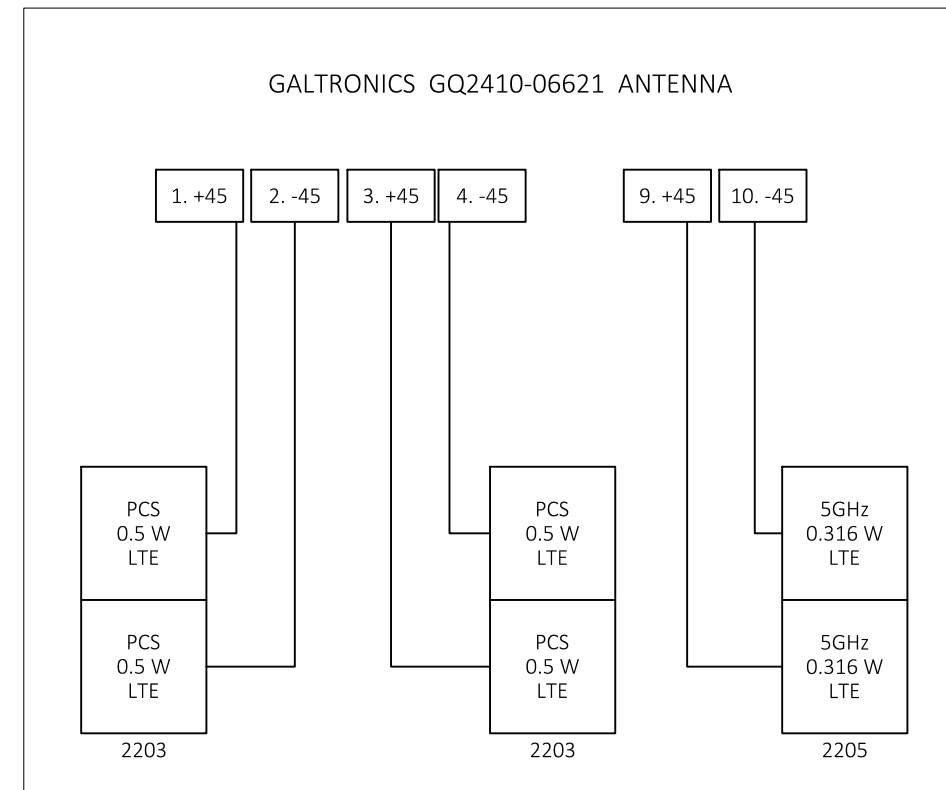 GALTRONICS GQ2410-06621 ANTENNA
1. +45
2. -45
3. +45
4. -45
9. +45
10. -45
PCS
0.5 W
LTE
PCS
0.5 W
LTE
2203
PCS
0.5 W
LTE
PCS
0.5 W
LTE
2203
5GHz
0.316 W
LTE
5GHz
0.316 W
LTE
2205